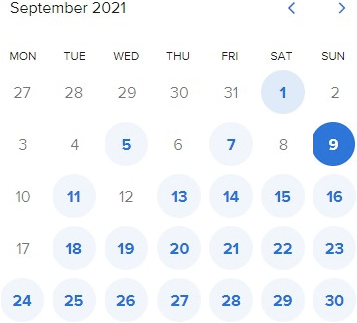 September 2021
MON TUE WED THU FRI SAT SUN
27 28 29 30 31 1 2
3 4 5 6 7 8 9
10 11 12 13 14 15 16
17 18 19 20 21 22 23
24 25 26 27 28 29 30